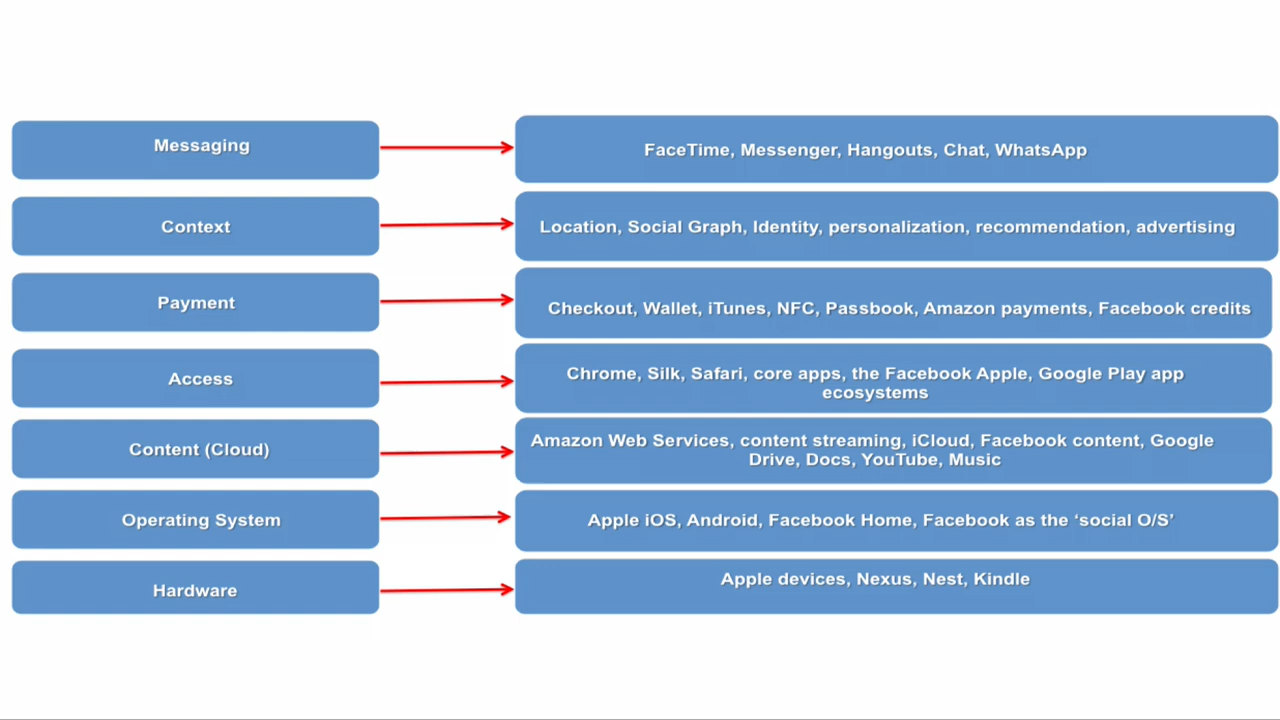 Messaging
FaceTime, Messenger, Hangouts, Chat, WhatsApp
Context
Location, Social Graph, Identity, personalization, recommendation, advertising
Payment
Checkout, Wallet, iTunes, NFC, Passbook, Amazon payments, Facebook credits
Access
Chrome, Silk, Safari, core apps, the Facebook Apple, Google Play app
ecosystems
Content (Cloud)
Amazon Web Services, content streaming, iCloud, Facebook content, Google
Drive, Docs, YouTube, Music
Operating System
Apple iOS, Android, Facebook Home, Facebook as the ‘social O/S’
Hardware
Apple devices, Nexus, Nest, Kindle